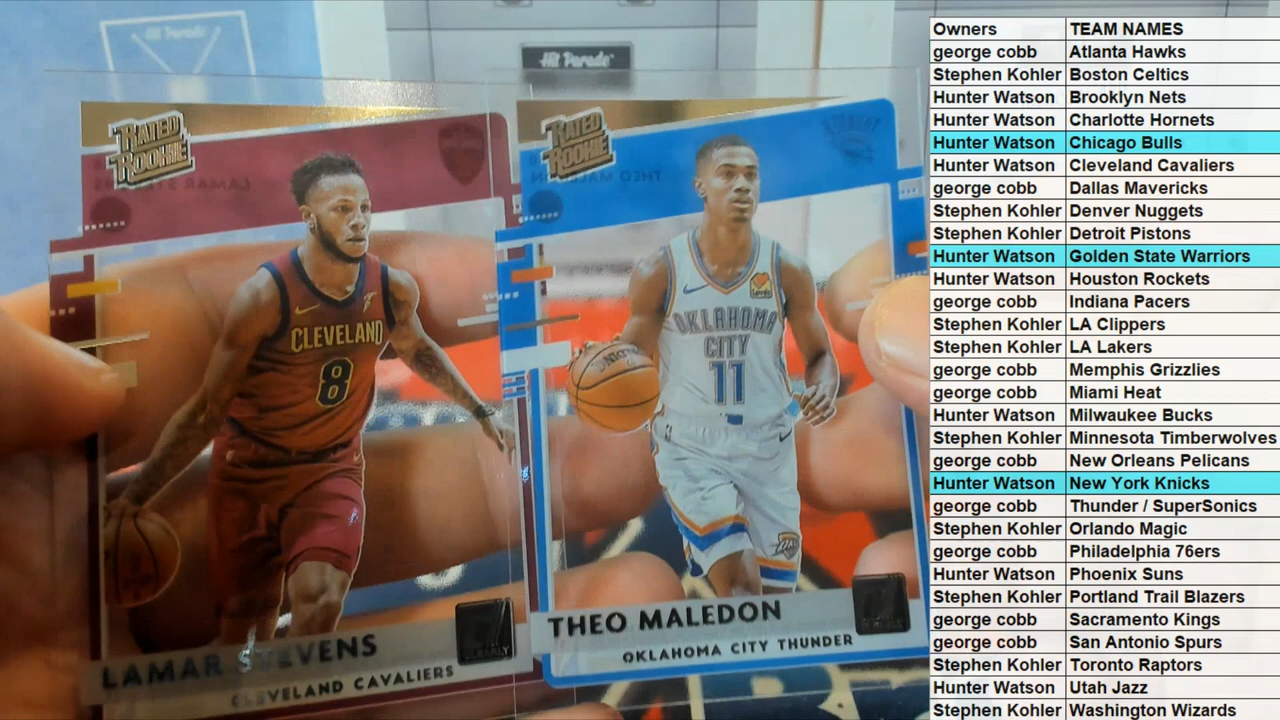 Hit Parade
Hit Parade
RATED ROOKIE
LAMAR STEVENS
CLEVELAND
8
LAMAR STEVENS
CLEVELAND CAVALIERS
RATED ROOKIE
THEO MALEDON
OKLAHOMA
CITY
11
THEO MALEDON
OKLAHOMA CITY THUNDER
Owners TEAM NAMES
george cobb Atlanta Hawks
Stephen Kohler Boston Celtics
Hunter Watson Brooklyn Nets
Hunter Watson Charlotte Hornets
Hunter Watson Chicago Bulls
Hunter Watson Cleveland Cavaliers
george cobb Dallas Mavericks
Stephen Kohler Denver Nuggets
Stephen Kohler Detroit Pistons
Hunter Watson Golden State Warriors
Hunter Watson Houston Rockets
george cobb Indiana Pacers
Stephen Kohler LA Clippers
Stephen Kohler LA Lakers
george cobb Memphis Grizzlies
george cobb Miami Heat
Hunter Watson Milwaukee Bucks
Stephen Kohler Minnesota Timberwolves
george cobb New Orleans Pelicans
Hunter Watson New York Knicks
george cobb Thunder / SuperSonics
Stephen Kohler Orlando Magic
george cobb Philadelphia 76ers
Hunter Watson Phoenix Suns
Stephen Kohler Portland Trail Blazers
george cobb Sacramento Kings
george cobb San Antonio Spurs
Stephen Kohler Toronto Raptors
Hunter Watson Utah Jazz
Stephen Kohler Washington Wizards